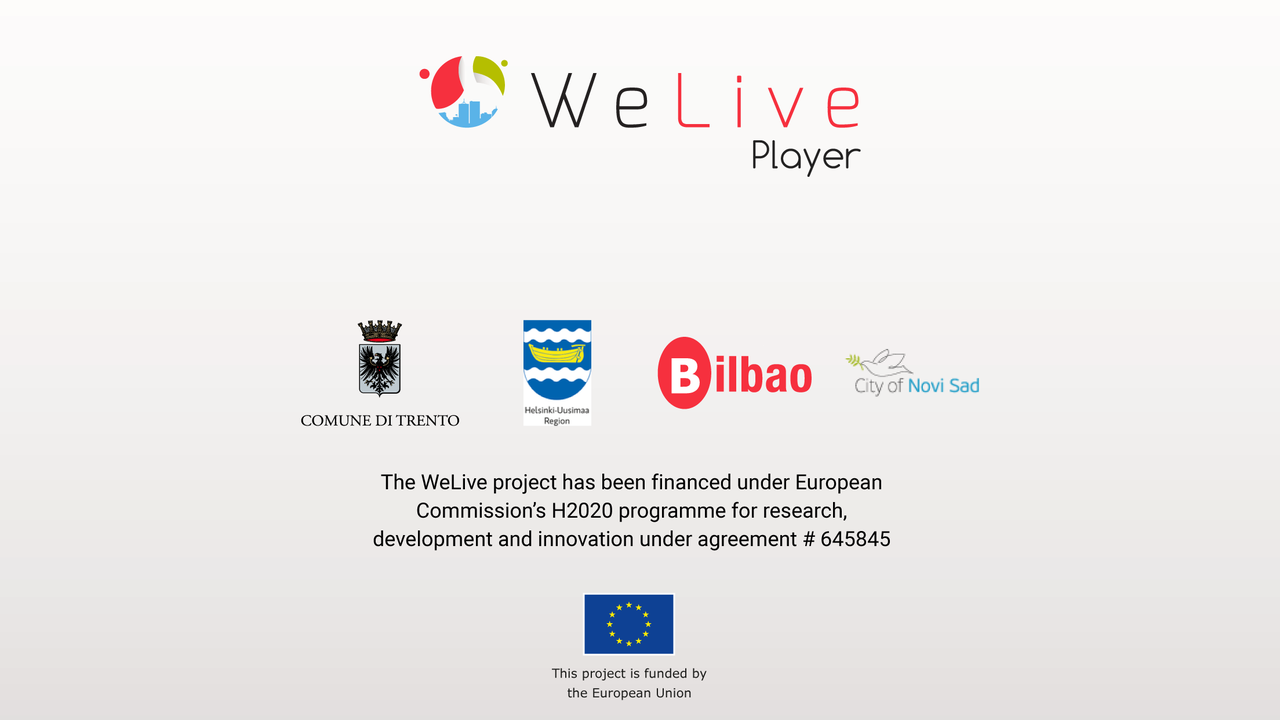 WeLive
Player
COMUNE DI TRENTO
Helsinki-Uusimaa
Region
Bilbao
City of Novi Sad
The WeLive project has been financed under European
Commission’s H2020 programme for research,
development and innovation under agreement # 645845
This project is funded by
the European Union